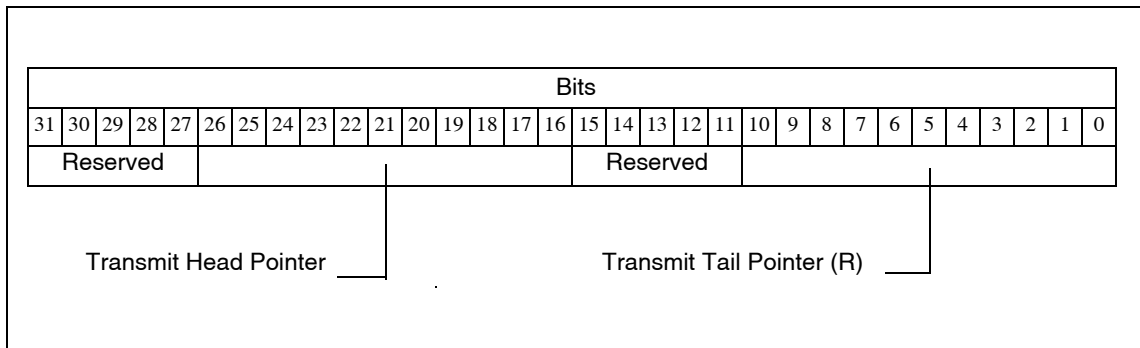 Bits
31 30 29 28 27 26 25 24 23 22 21 20 19 18 17 16 15 14 13 12 11 10 9 8 7 6 5 4 3 2 1 0
Reserved Reserved
Transmit Head Pointer Transmit Tail Pointer (R)